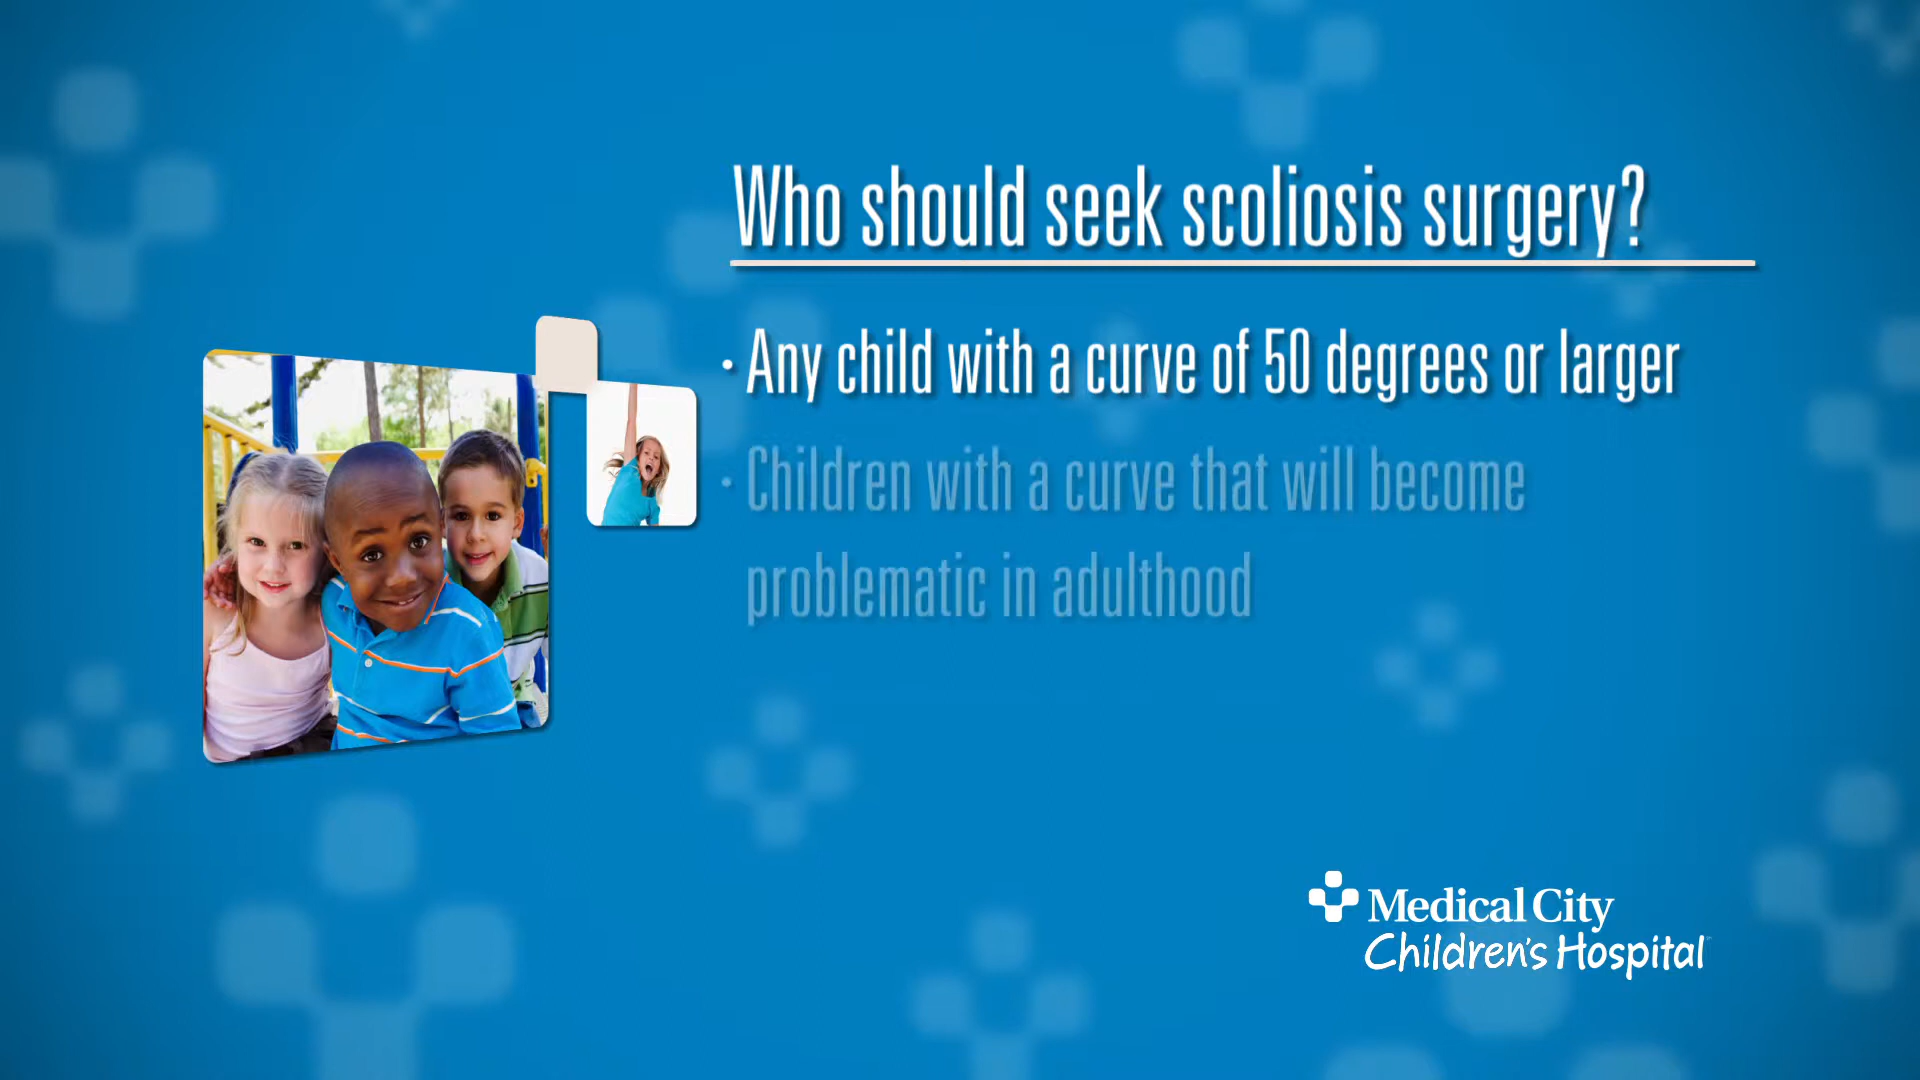 Who should seek scoliosis surgery?
· Any child with a curve of 50 degrees or larger
· Children with a curve that will become
problematic in adulthood
Medical City
Children's Hospital